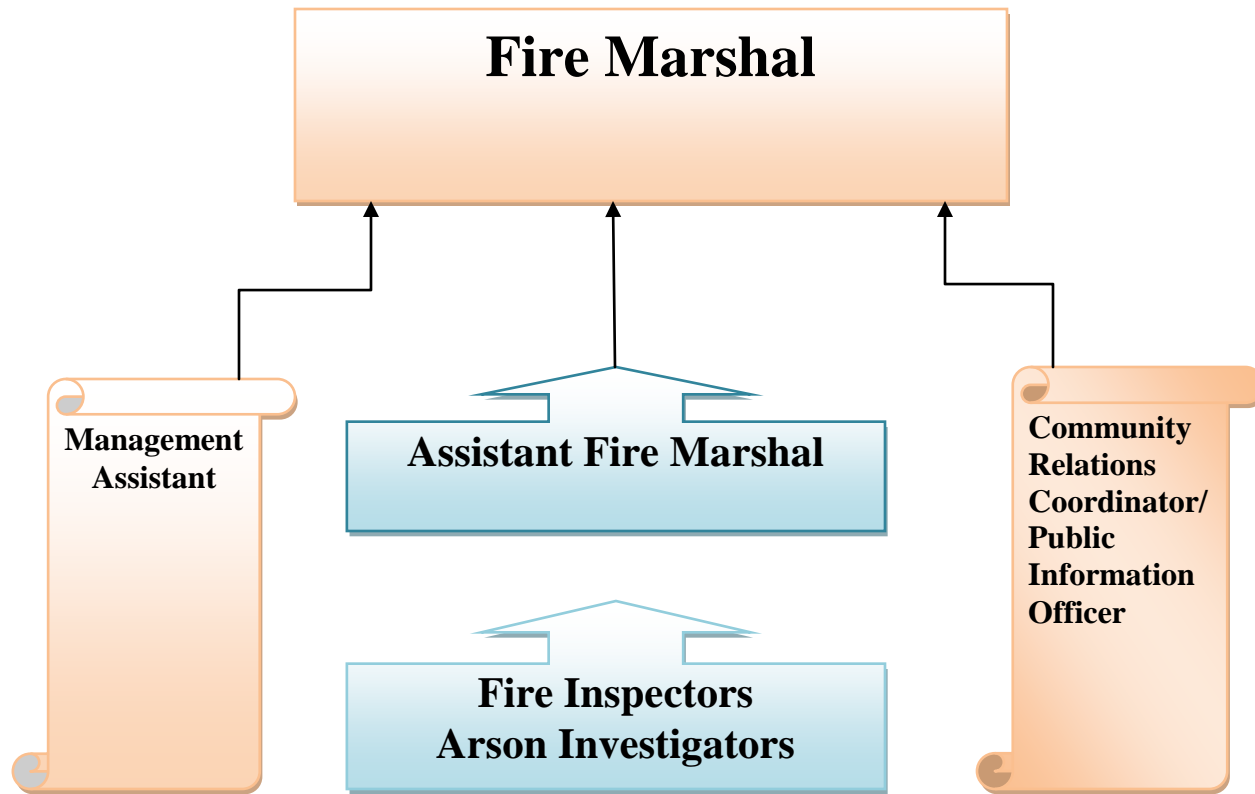 Fire Marshal
Management
Assistant
Assistant Fire Marshal
Community
Relations
Coordinator/
Public
Information
Officer
Fire Inspectors
Arson Investigators